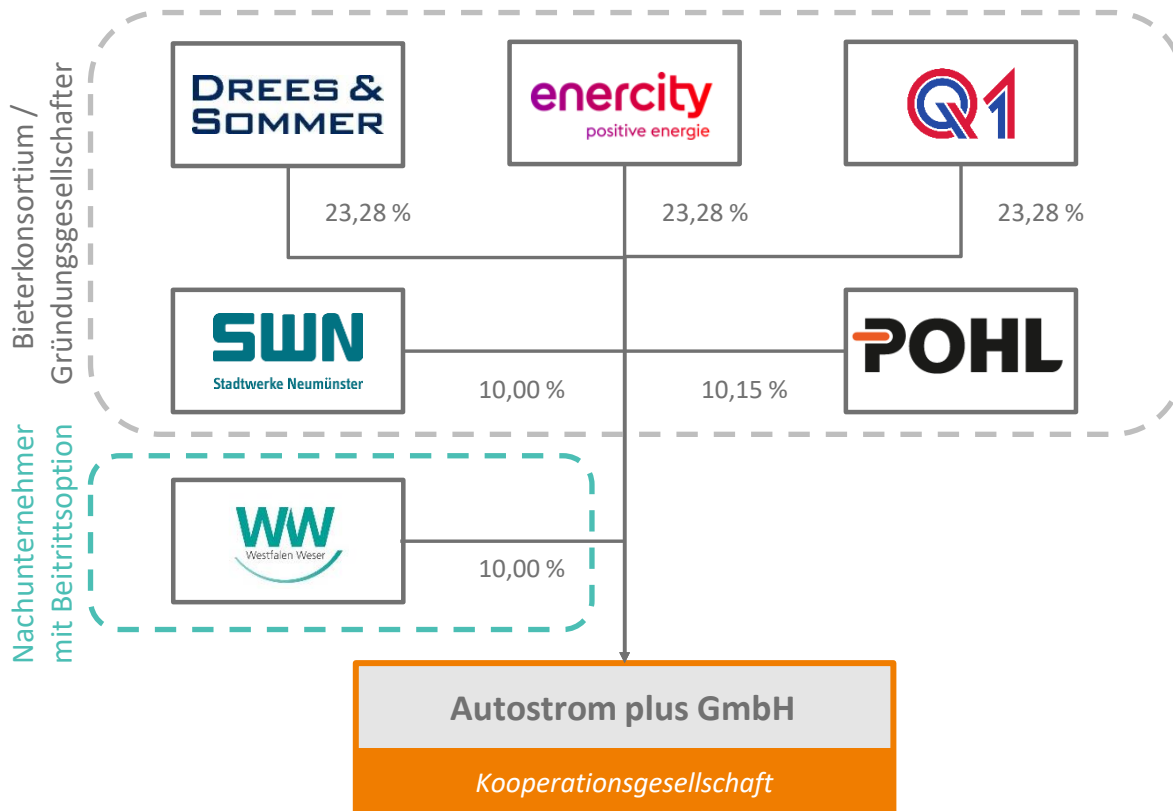 Bieterkonsortium /
Gründungsgesellschafter
DREES &
SOMMER
enercity
positive energie
Q1
23,28 %
23,28 %
23,28 %
SWN
Stadtwerke Neumünster
POHL
10,00 %
10,15 %
Nachunternehmer
mit Beitrittsoption
WW
Westfalen Weser
10,00 %
Autostrom plus GmbH
Kooperationsgesellschaft